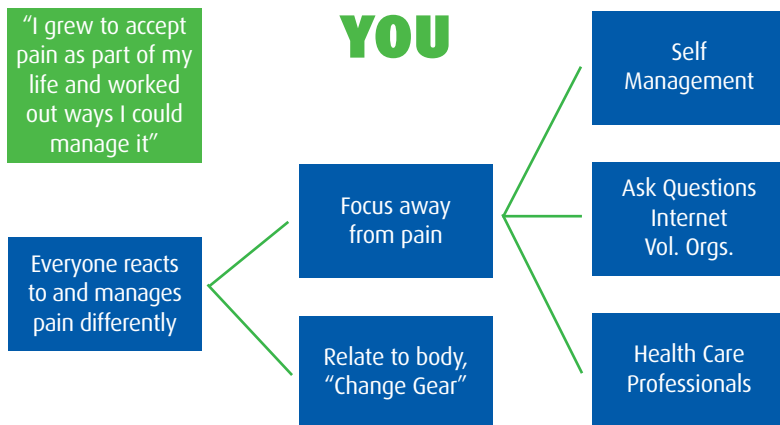 “I grew to accept
pain as part of my
life and worked
out ways I could
manage it”
YOU
Everyone reacts
to and manages
pain differently
Focus away
from pain
Relate to body,
“Change Gear”
Self
Management
Ask Questions
Internet
Vol. Orgs.
Health Care
Professionals